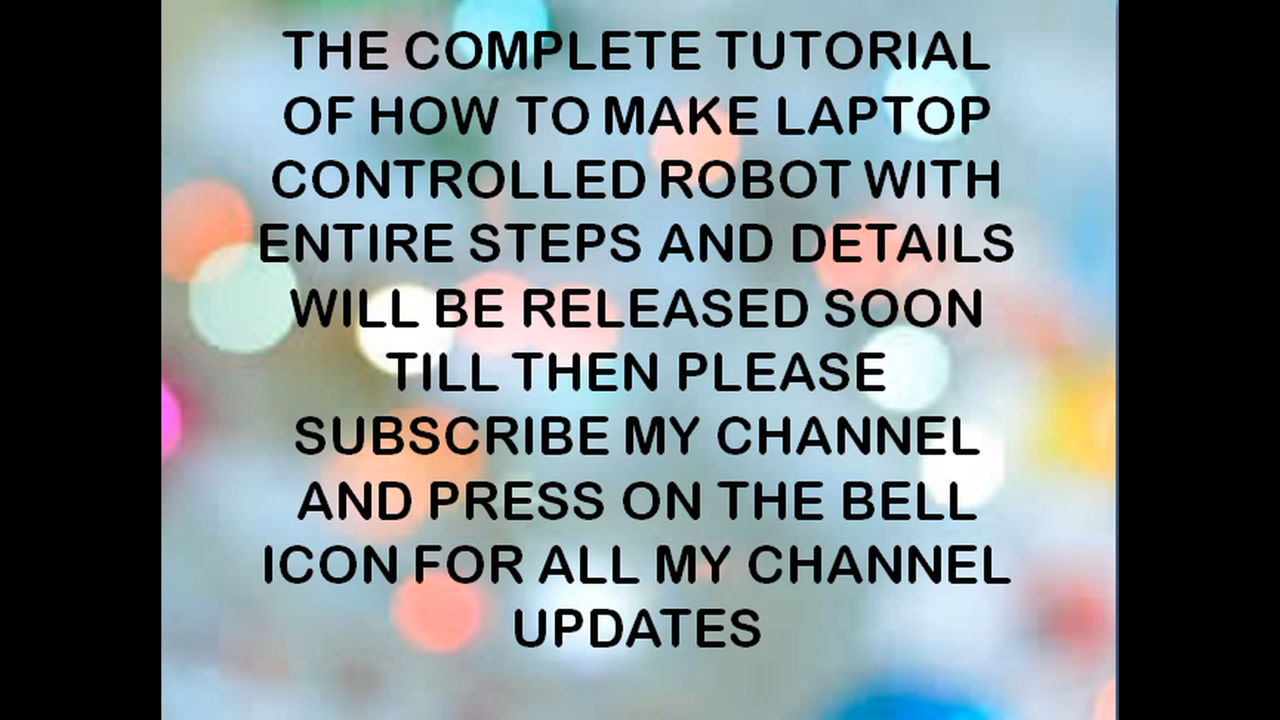 THE COMPLETE TUTORIAL
OF HOW TO MAKE LAPTOP
CONTROLLED ROBOT WITH
ENTIRE STEPS AND DETAILS
WILL BE RELEASED SOON
TILL THEN PLEASE
SUBSCRIBE MY CHANNEL
AND PRESS ON THE BELL
ICON FOR ALL MY CHANNEL
UPDATES